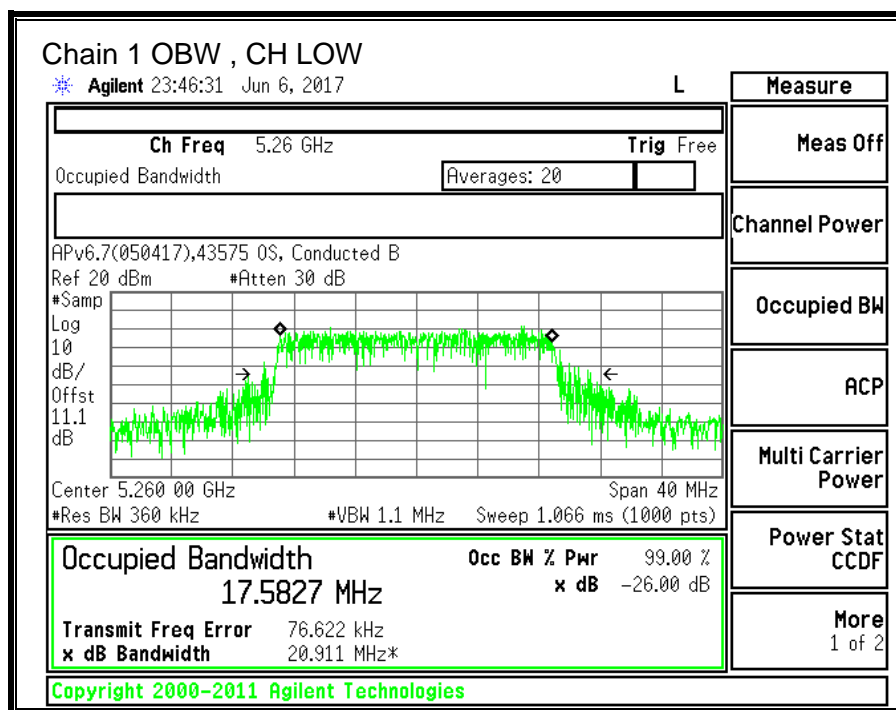 Chain 1 OBW , CH LOW
Agilent 23:46:31 Jun 6, 2017 L
Measure
Ch Freq 5.26 GHz Trig Free
Meas Off
Occupied Bandwidth Averages: 20
Channel Power
APv6.7(050417),43575 OS, Conducted B
Ref 20 dBm #Atten 30 dB
#Samp
Log
10
dB/
Offst
11.1
dB
Occupied BW
ACP
Center 5.260 00 GHz Span 40 MHz
#Res BW 360 kHz #VBW 1.1 MHz Sweep 1.066 ms (1000 pts)
Multi Carrier
Power
Occupied Bandwidth Occ BW % Pwr 99.00 %
17.5827 MHz x dB -26.00 dB
Power Stat
CCDF
Transmit Freq Error 76.622 kHz
x dB Bandwidth 20.911 MHz*
More
1 of 2
Copyright 2000-2011 Agilent Technologies